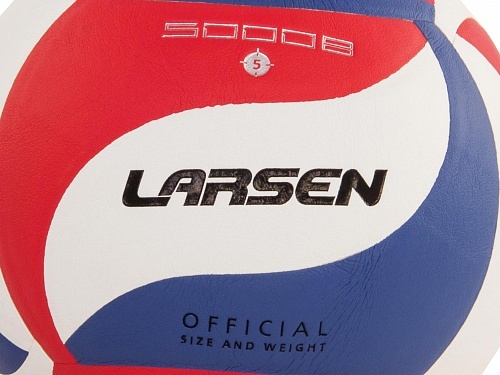 5000B
5
LARSEN
OFFICIAL
SIZE AND WEIGHT